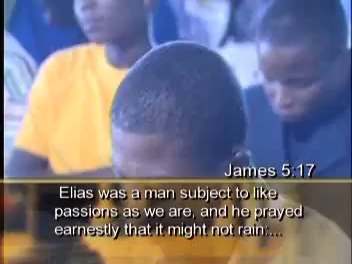 James 5:17
Elias was a man subject to like
passions as we are, and he prayed
earnestly that it might not rain:....